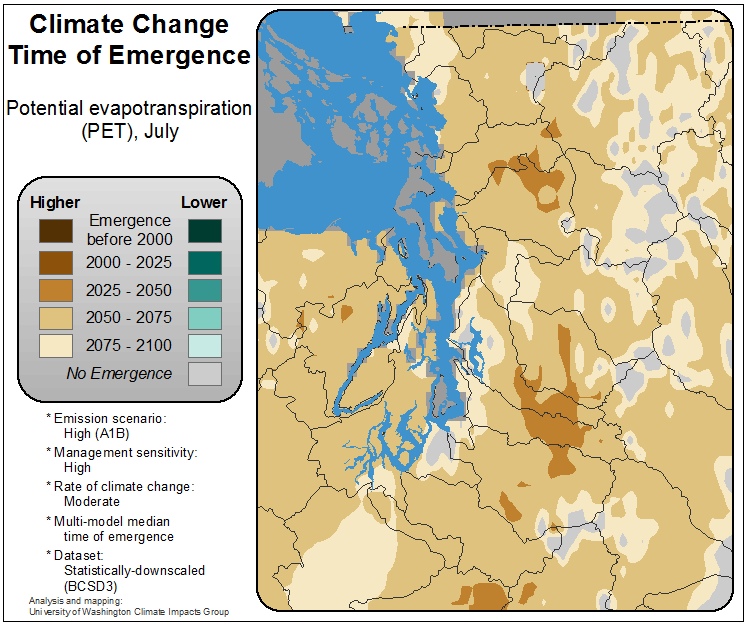 Climate Change
Time of Emergence
Potential evapotranspiration
(PET), July
Higher Lower
Emergence
before 2000
2000 - 2025
2025 - 2050
2050 - 2075
2075 - 2100
No Emergence
* Emission scenario:
High (A1B)
* Management sensitivity:
High
* Rate of climate change:
Moderate
* Multi-model median
time of emergence
* Dataset:
Statistically-downscaled
(BCSD3)
Analysis and mapping:
University of Washington Climate Impacts Group